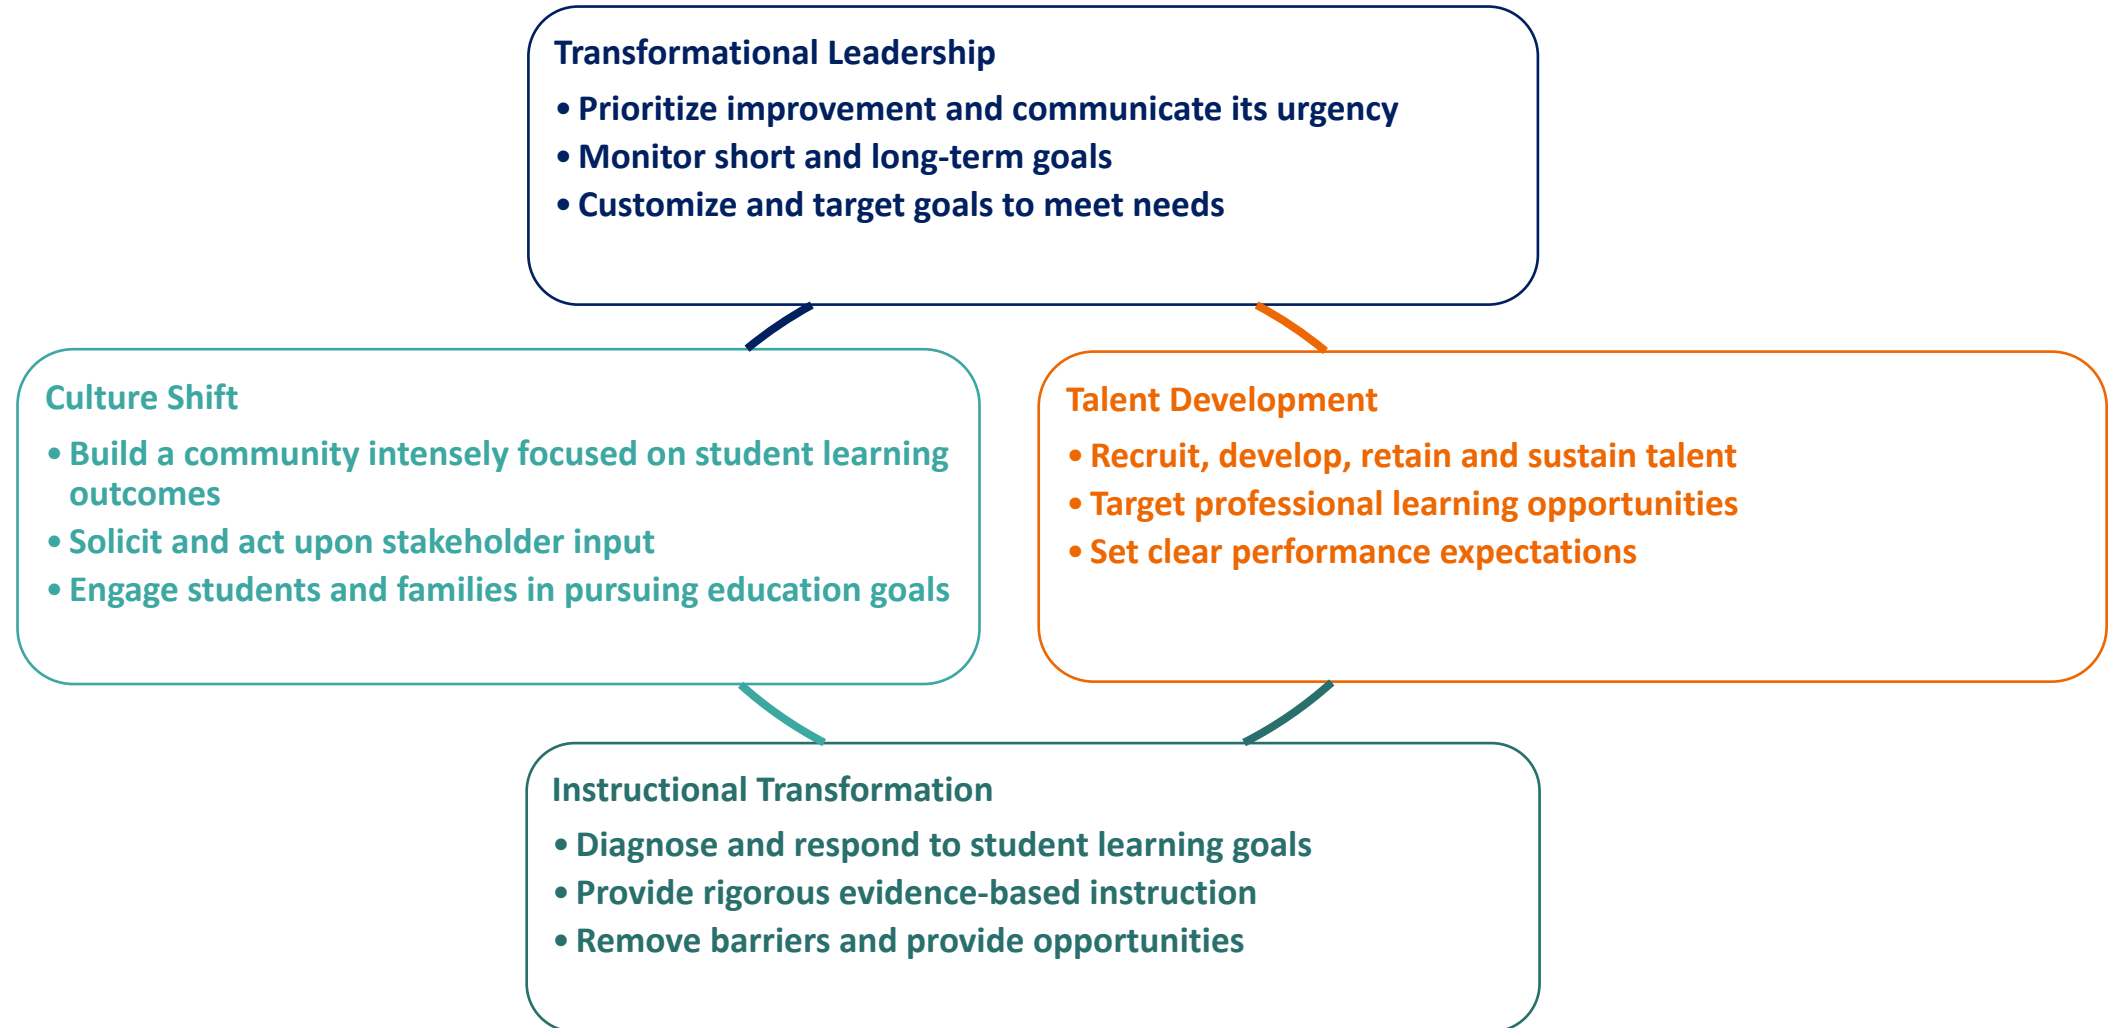 Transformational Leadership
• Prioritize improvement and communicate its urgency
• Monitor short and long-term goals
• Customize and target goals to meet needs
Culture Shift
• Build a community intensely focused on student learning
outcomes
• Solicit and act upon stakeholder input
• Engage students and families in pursuing education goals
Talent Development
• Recruit, develop, retain and sustain talent
• Target professional learning opportunities
• Set clear performance expectations
Instructional Transformation
• Diagnose and respond to student learning goals
• Provide rigorous evidence-based instruction
• Remove barriers and provide opportunities